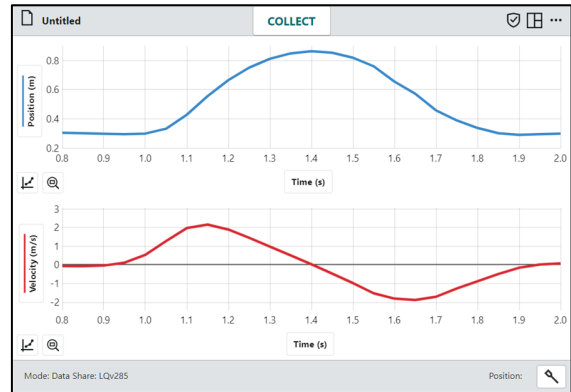 Untitled
COLLECT
Position (m)
0.8
0.6
0.4
0.2
0.8 0.9 1.0 1.1 1.2 1.3 1.4 1.5 1.6 1.7 1.8 1.9 2.0
Time (s)
Velocity (m/s)
3
2
1
0
-1
-2
0.8 0.9 1.0 1.1 1.2 1.3 1.4 1.5 1.6 1.7 1.8 1.9 2.0
Time (s)
Mode: Data Share: LQv285 Position: